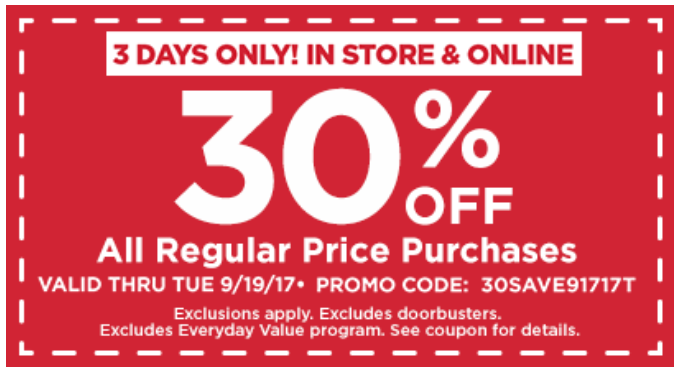 3 DAYS ONLY! IN STORE & ONLINE
30%
OFF
All Regular Price Purchases
VALID THRU TUE 9/19/17• PROMO CODE: 30SAVE91717T
Exclusions apply. Excludes doorbusters.
Excludes Everyday Value program. See coupon for details.